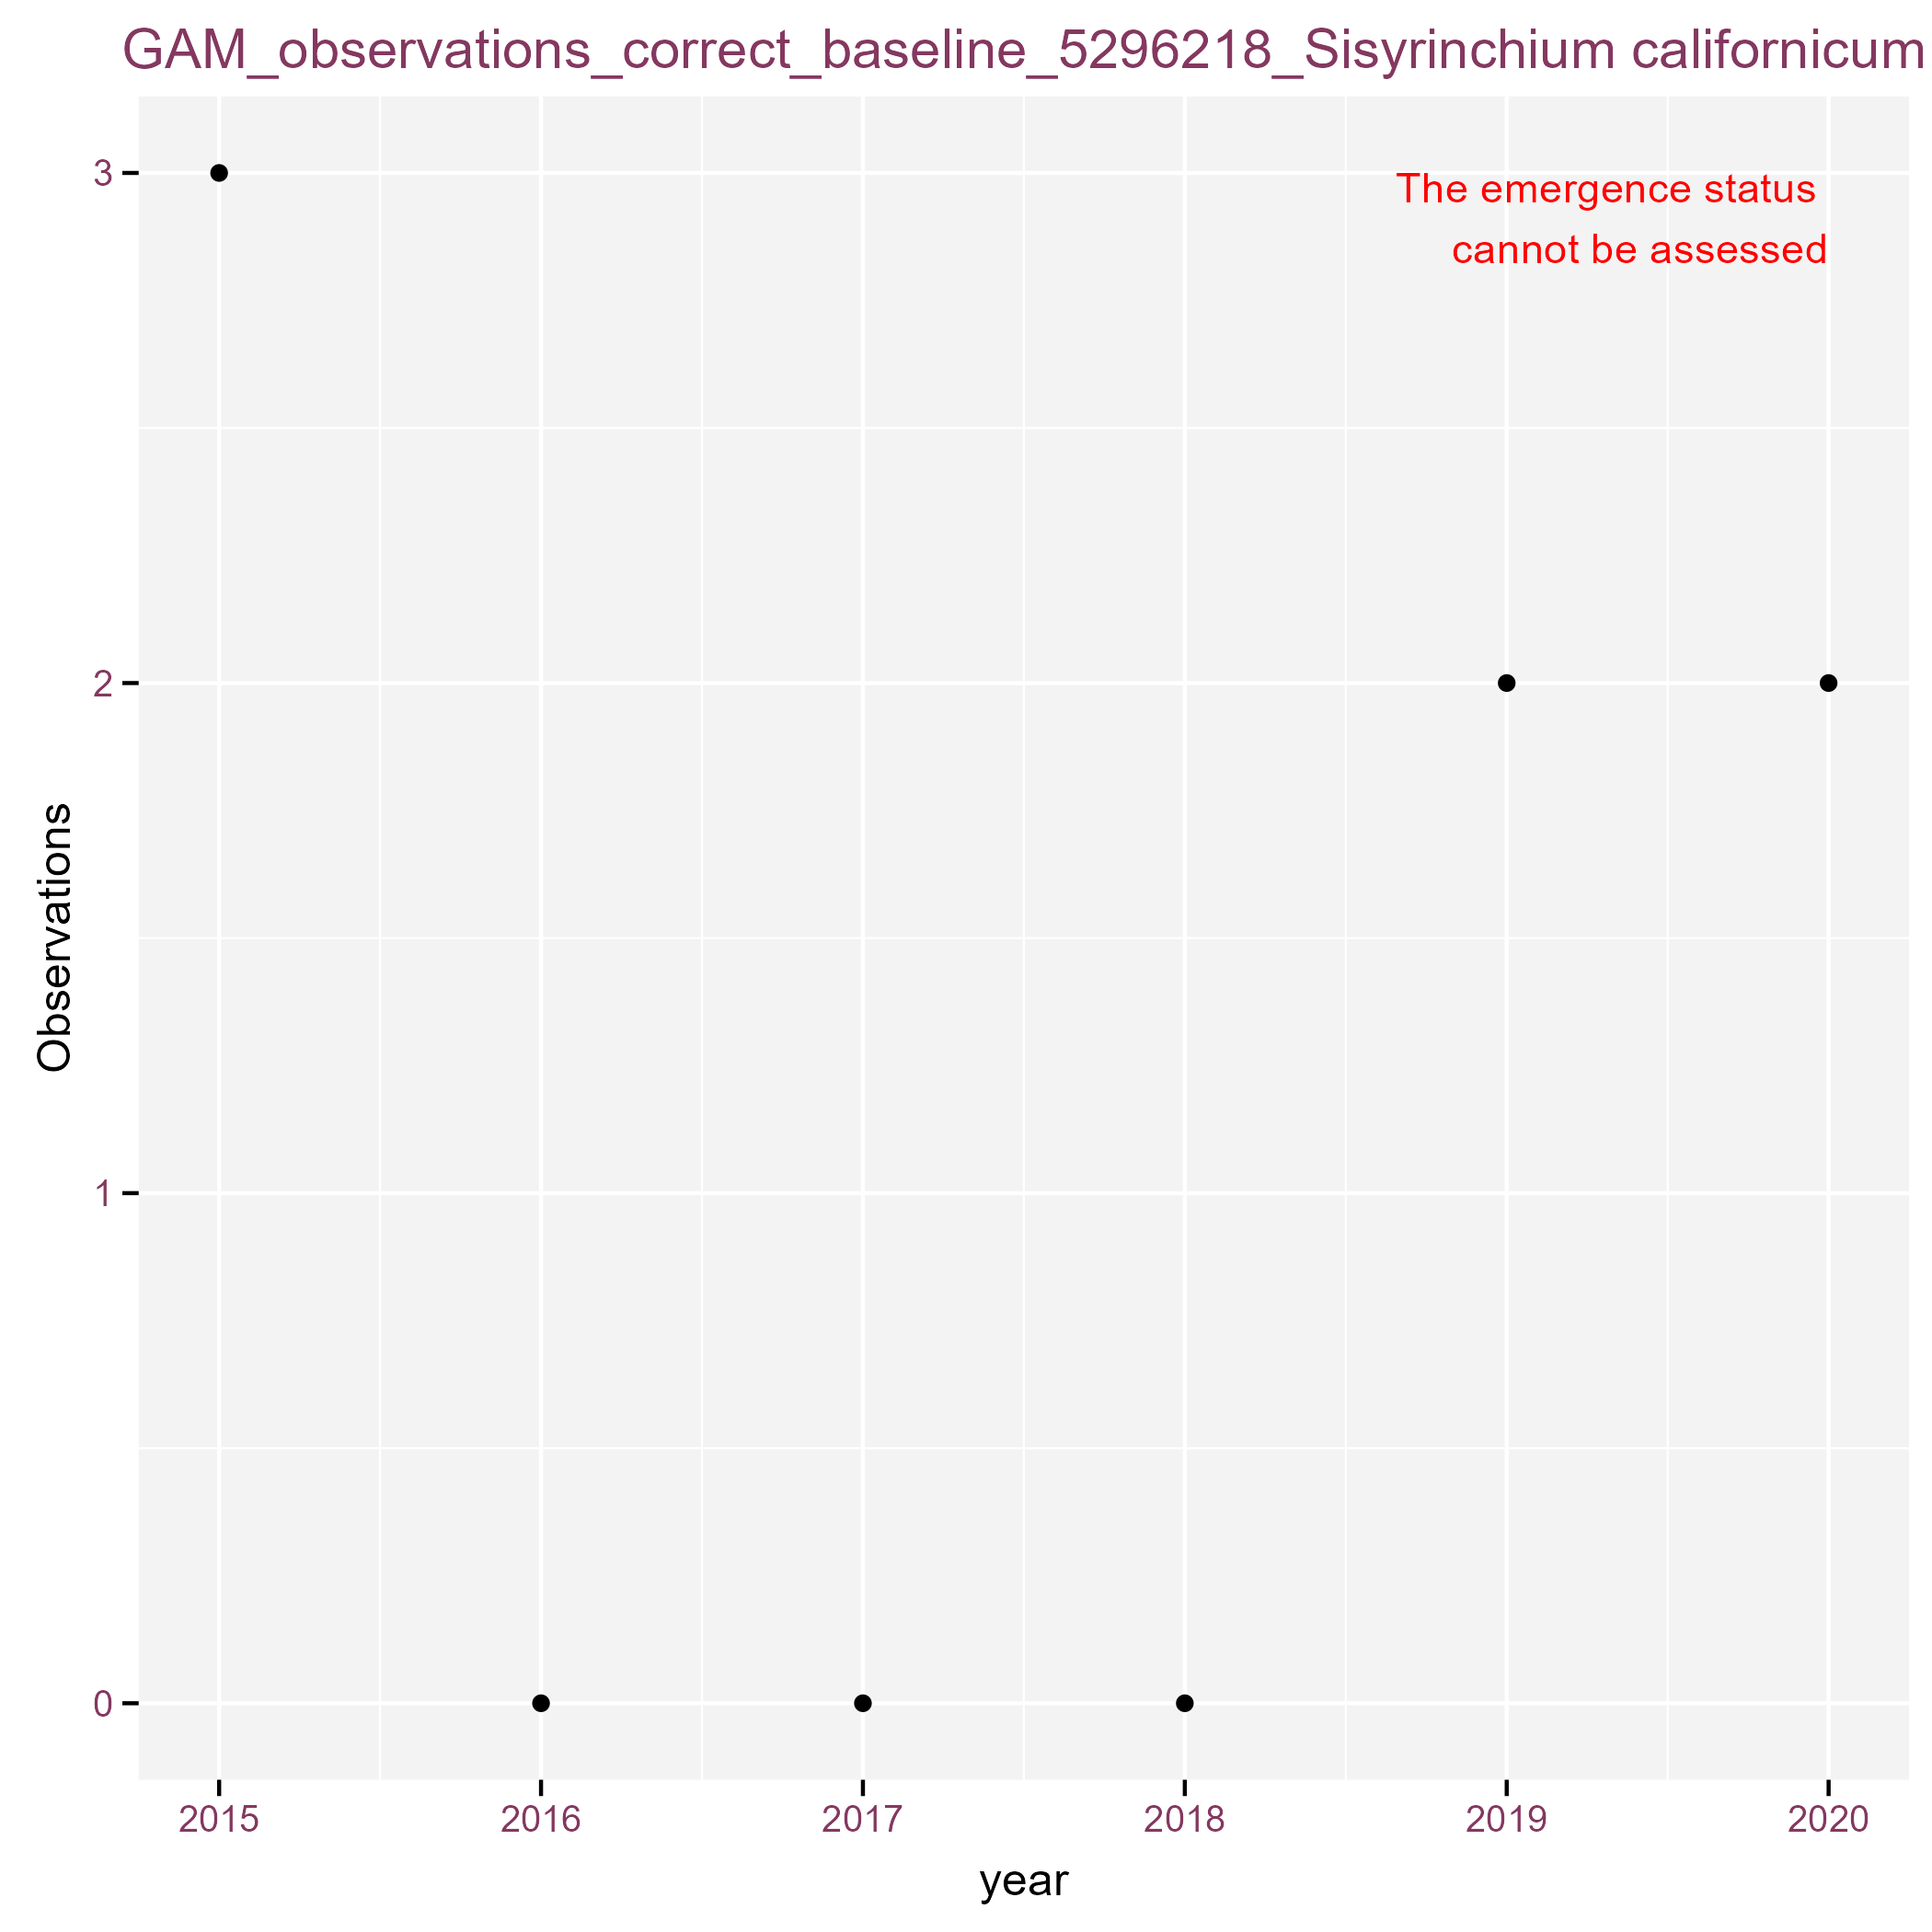 GAM_observations_correct_baseline_5296218_Sisyrinchium californicum
The emergence status
cannot be assessed
3
2
1
0
Observations
2015 2016 2017 2018 2019 2020
year